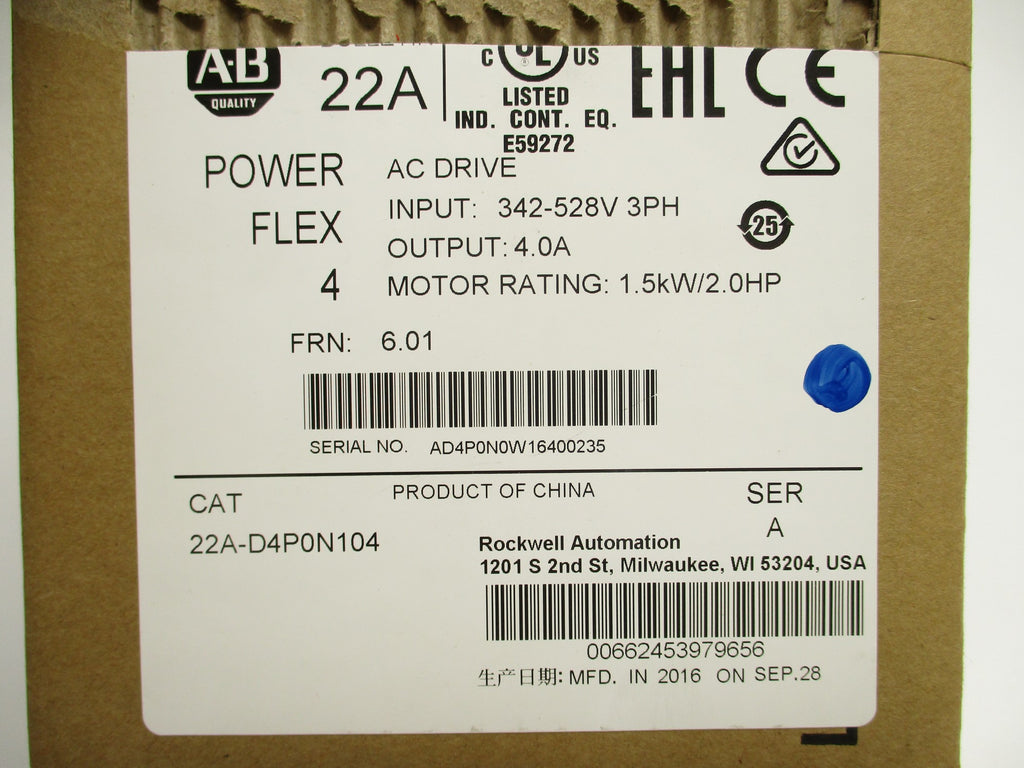 A·B
QUALITY
22A
C UL US
LISTED
IND. CONT. EQ.
E59272
EAC
CE
POWER
FLEX
4
AC DRIVE
INPUT: 342-528V 3PH
OUTPUT: 4.0A
MOTOR RATING: 1.5kW/2.0HP
25
FRN: 6.01
SERIAL NO. AD4P0N0W16400235
PRODUCT OF CHINA
CAT
22A-D4P0N104
SER
A
Rockwell Automation
1201 S 2nd St, Milwaukee, WI 53204, USA
00662453979656
生产日期: MFD. IN 2016 ON SEP.28